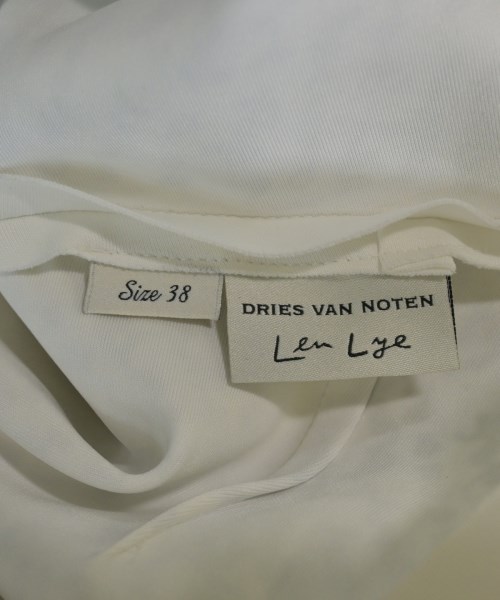 Size 38
DRIES VAN NOTEN
Len Lye